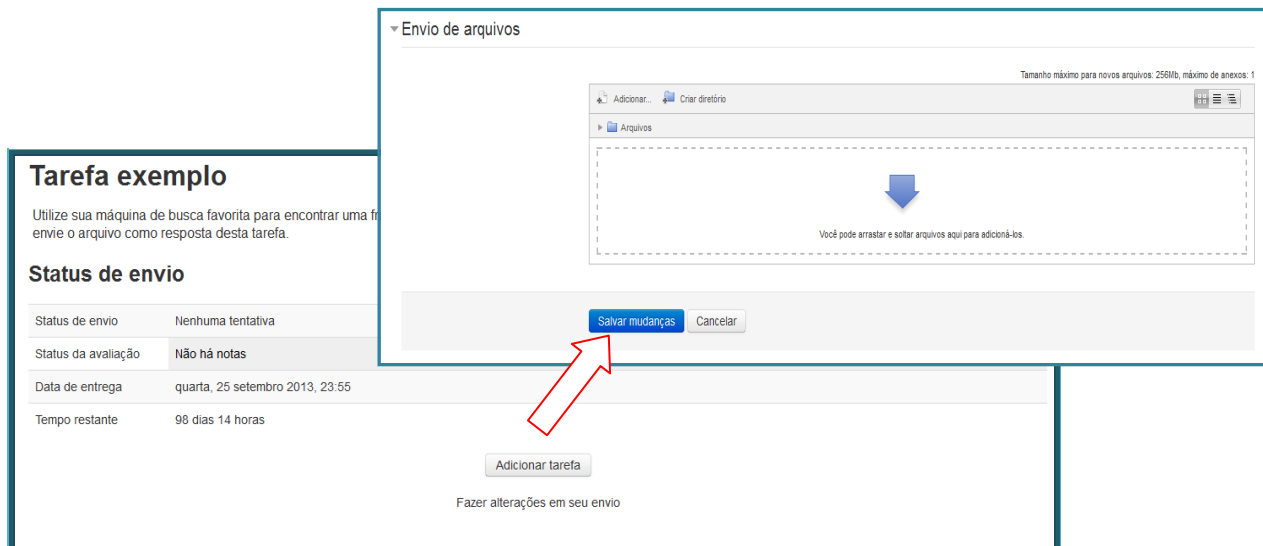 Envio de arquivos
Tamanho máximo para novos arquivos: 256Mb, máximo de anexos: 1
Adicionar... Criar diretório
Arquivos
Você pode arrastar e soltar arquivos aqui para adicioná-los.
Salvar mudanças Cancelar
Tarefa exemplo
Utilize sua máquina de busca favorita para encontrar uma
envie o arquivo como resposta desta tarefa.
Status de envio
Status de envio Nenhuma tentativa
Status da avaliação Não há notas
Data de entrega quarta, 25 setembro 2013, 23:55
Tempo restante 98 dias 14 horas
Adicionar tarefa
Fazer alterações em seu envio